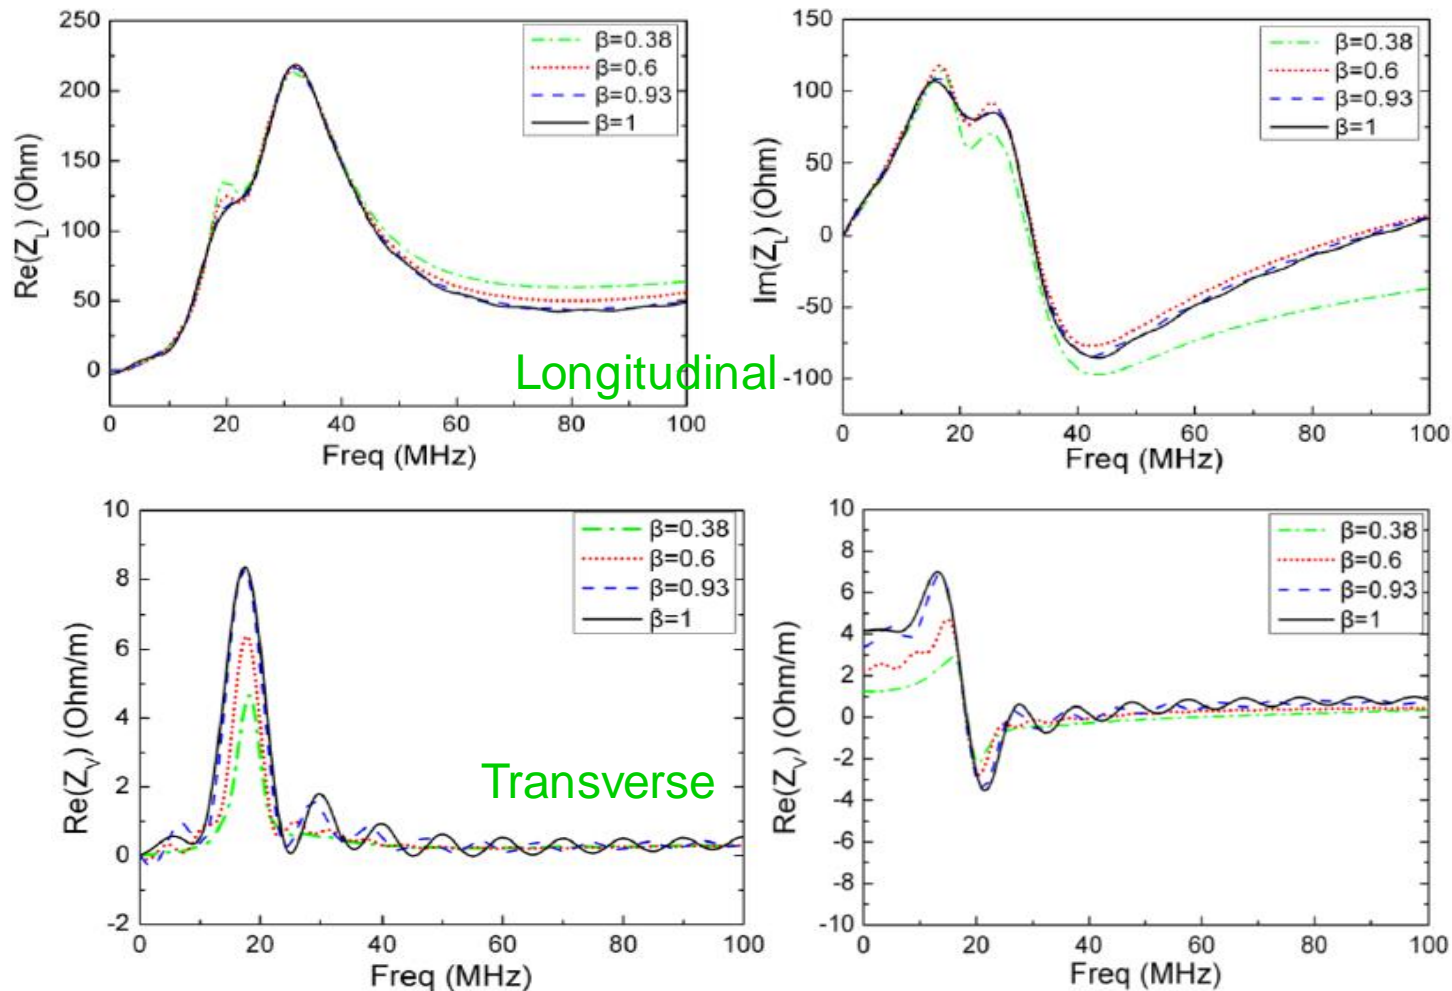 250
200
150
100
50
0
Re(Z_L) (Ohm)
β=0.38
β=0.6
β=0.93
β=1
0 20 40 60 80 100
Freq (MHz)
150
100
50
0
-50
-100
Im(Z_L) (Ohm)
β=0.38
β=0.6
β=0.93
β=1
0 20 40 60 80 100
Freq (MHz)
Longitudinal
10
8
6
4
2
0
-2
Re(Z_V) (Ohm/m)
β=0.38
β=0.6
β=0.93
β=1
0 20 40 60 80 100
Freq (MHz)
Transverse
10
8
6
4
2
0
-2
-4
-6
-8
-10
Re(Z_V) (Ohm/m)
β=0.38
β=0.6
β=0.93
β=1
0 20 40 60 80 100
Freq (MHz)